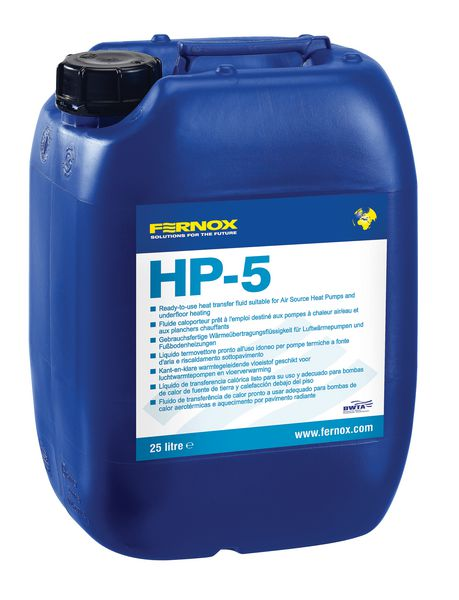 FERNOX
SOLUTIONS FOR THE FUTURE
HP-5
Ready-to-use heat transfer fluid suitable for Air Source Heat Pumps and
underfloor heating
Fluide caloporteur prêt à l'emploi destiné aux pompes à chaleur air/eau et
aux planchers chauffants
Gebrauchsfertige Wärmeübertragungsflüssigkeit für Luftwärmepumpen und
Fußbodenheizungen
Liquido termovettore pronto all'uso idoneo per pompe termiche a fonte
d'aria e riscaldamento sottopavimento
Kant-en-klare warmtegeleidende vloeistof geschikt voor
luchtwarmtepompen en vloerverwarming
Líquido de transferencia calórica listo para su uso y adecuado para bombas
de calor de fuente de tierra y calefacción debajo del piso
Fluido de transferência de calor pronto a usar adequado para bombas de
calor aerotérmicas e aquecimento por pavimento radiante
BWTA
25 litre e
www.fernox.com